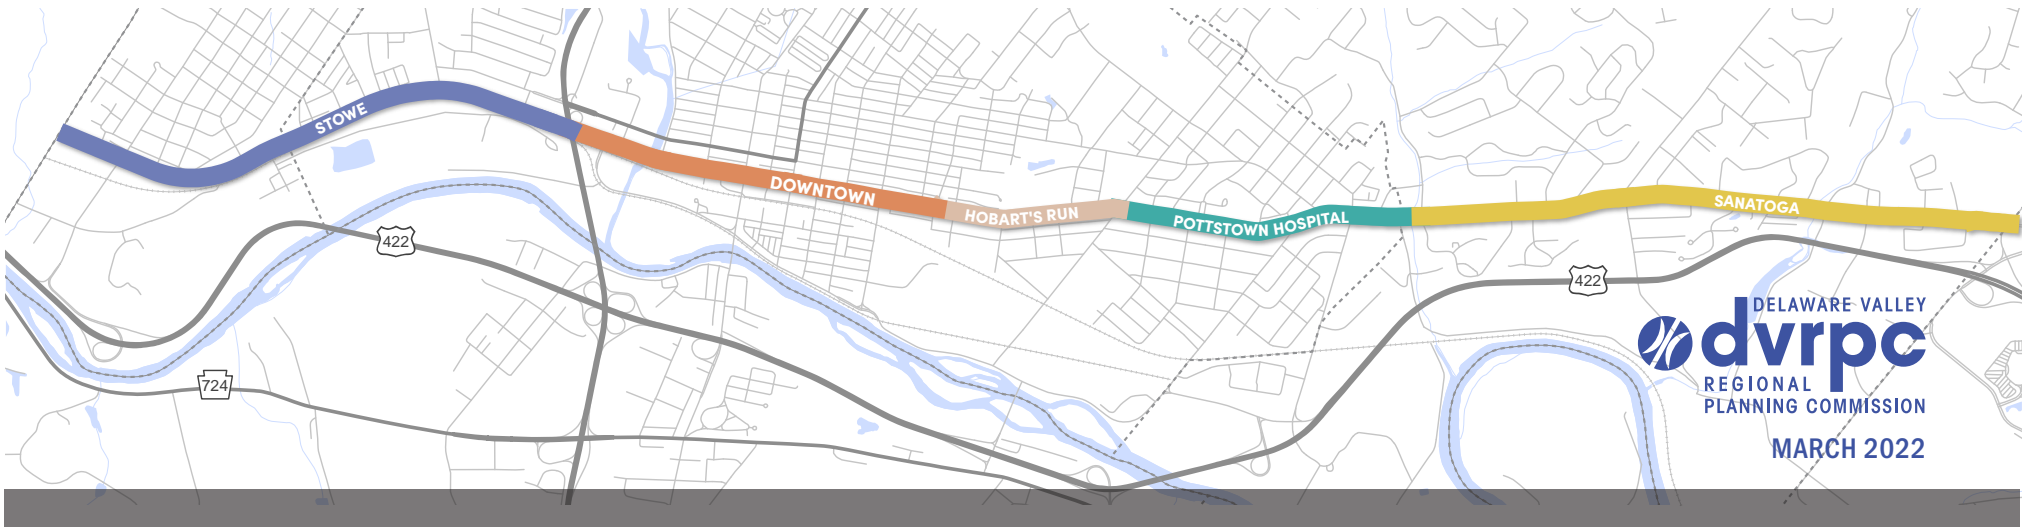 STOWE
DOWNTOWN
HOBART'S RUN
POTTSTOWN HOSPITAL
SANATOGA
422
422
724
DELAWARE VALLEY
dvrpc
REGIONAL
PLANNING COMMISSION
MARCH 2022